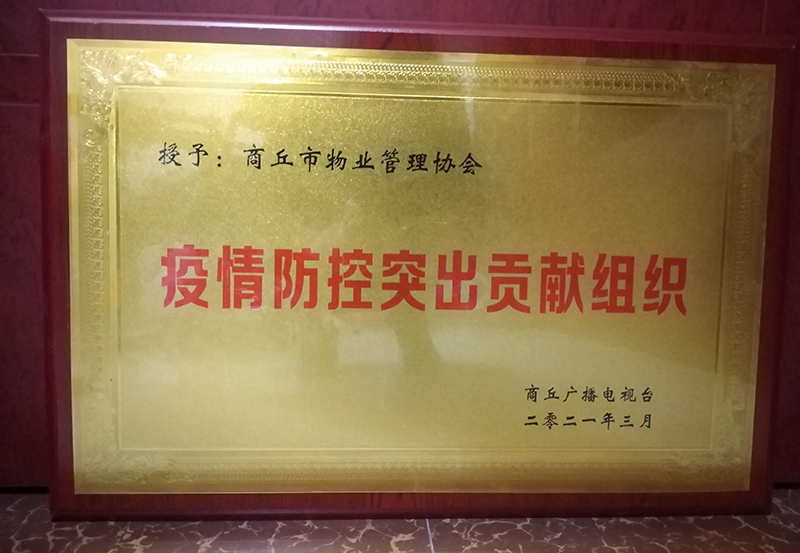 授予：商丘市物业管理协会
疫情防控突出贡献组织
商丘广播电视台
二零二一年三月